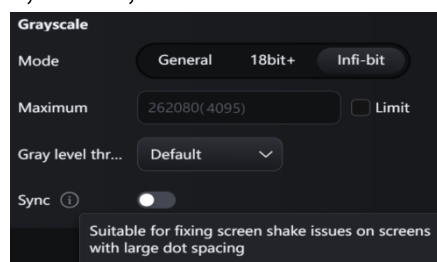 Grayscale
Mode General 18bit+ Infi-bit
Maximum 262080(4095) Limit
Gray level thr... Default
Sync
Suitable for fixing screen shake issues on screens
with large dot spacing